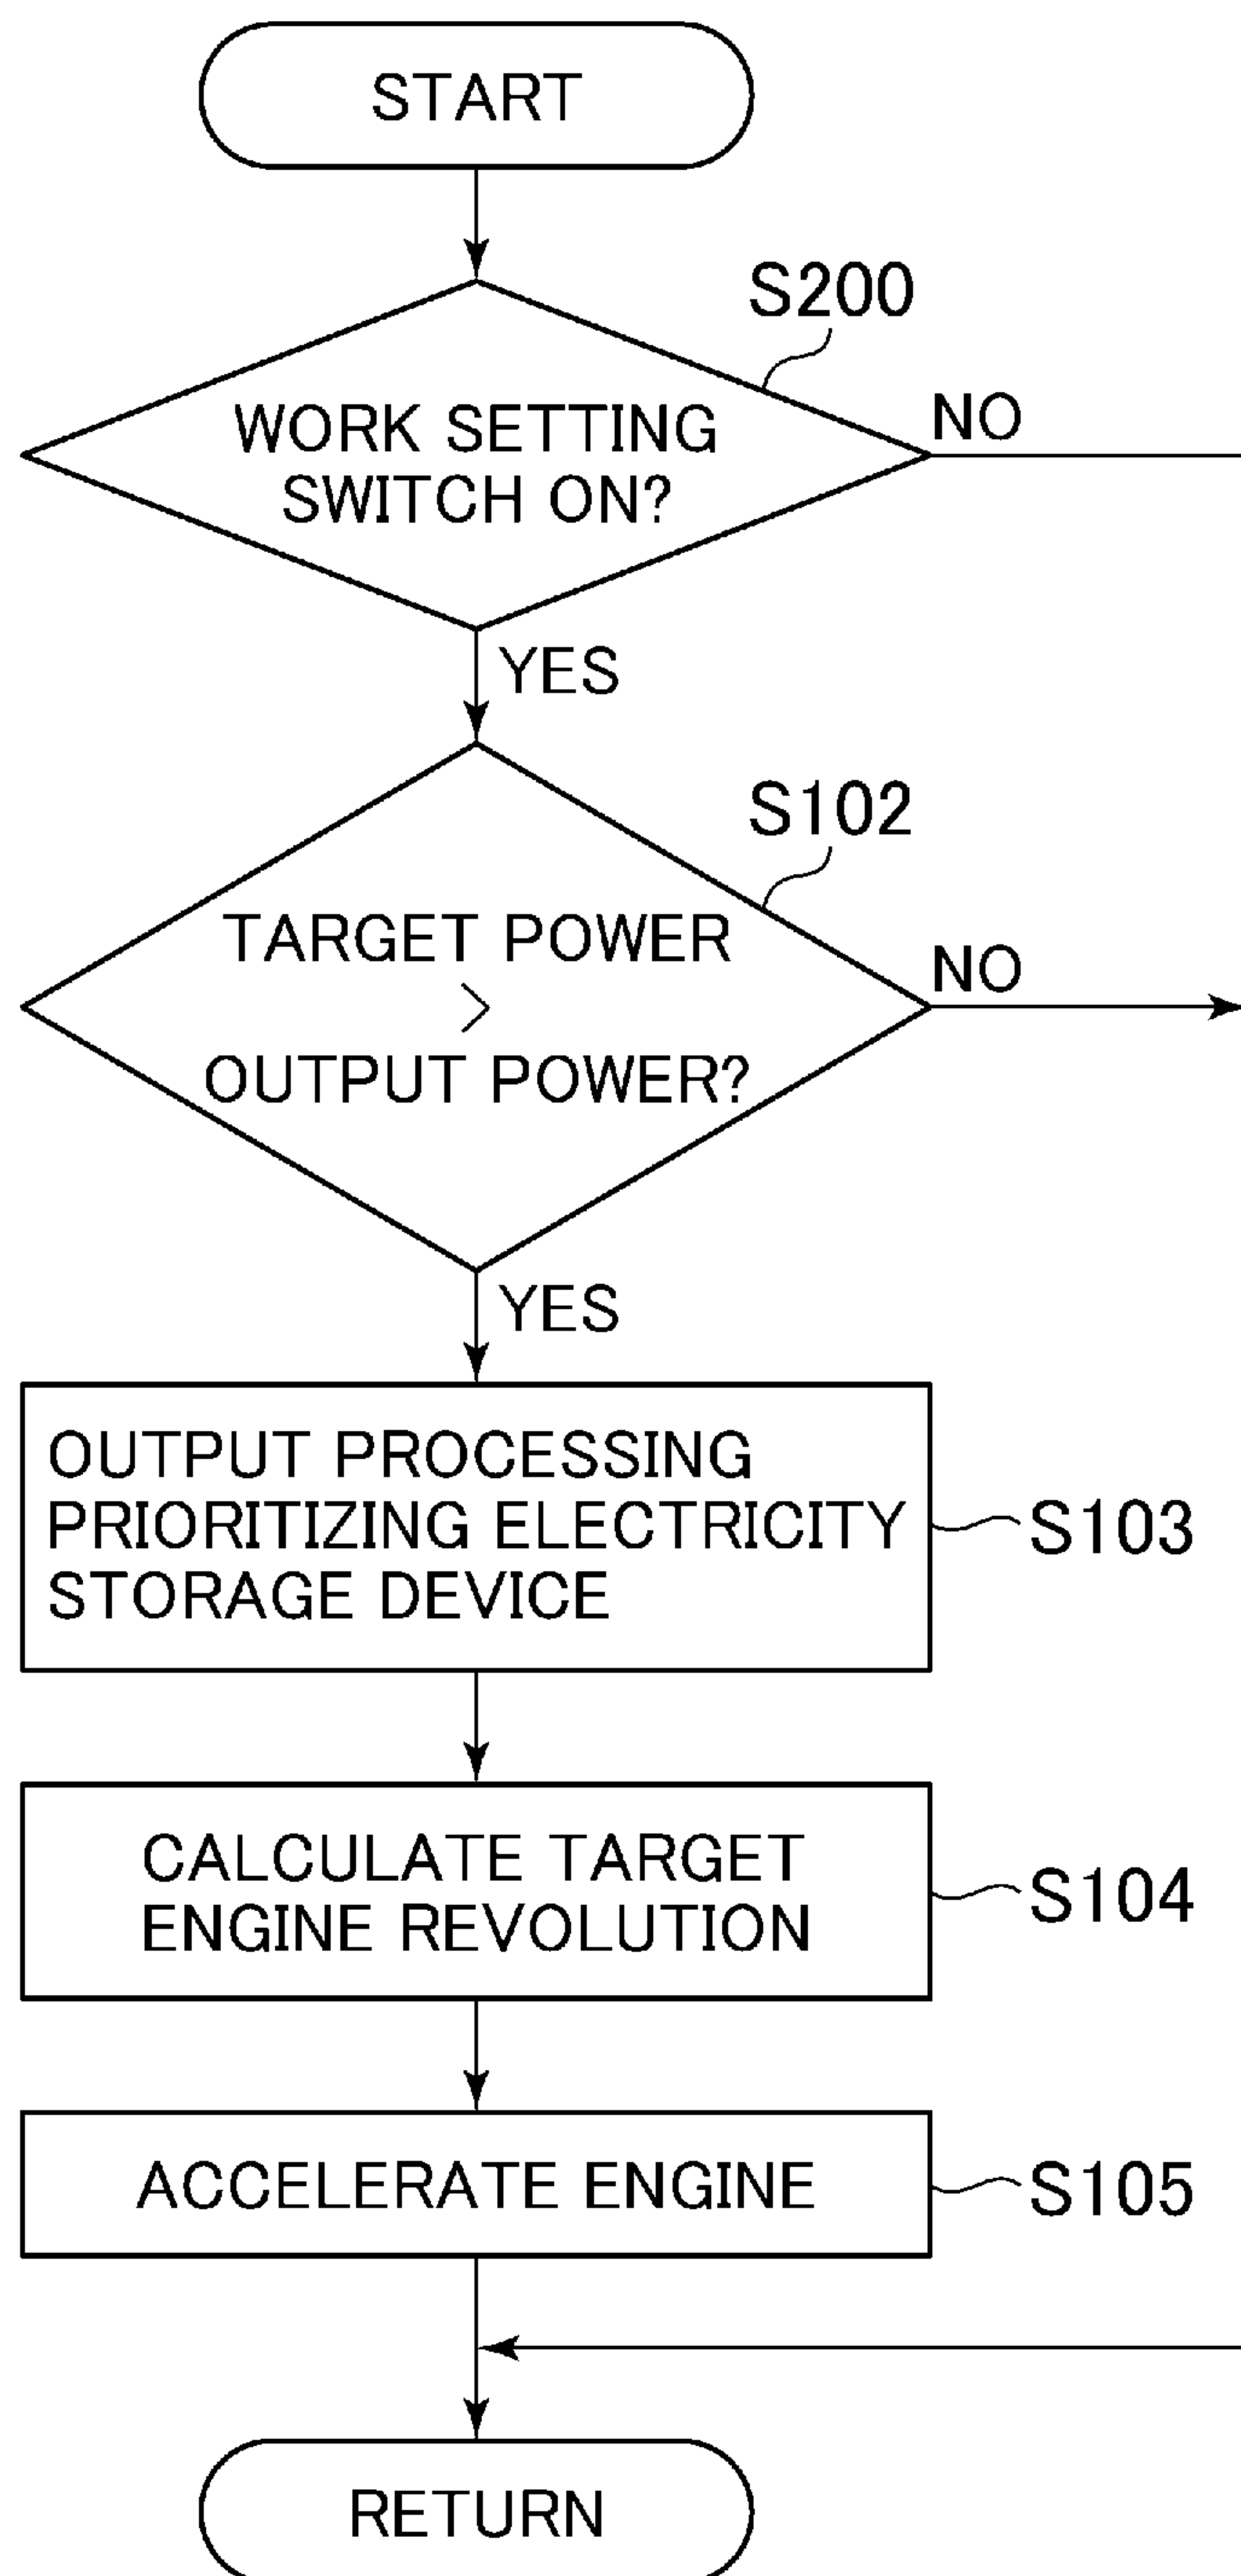 START
S200
WORK SETTING
SWITCH ON?
NO
YES
S102
TARGET POWER
>
OUTPUT POWER?
NO
YES
OUTPUT PROCESSING
PRIORITIZING ELECTRICITY
STORAGE DEVICE
S103
CALCULATE TARGET
ENGINE REVOLUTION
S104
ACCELERATE ENGINE
S105
RETURN